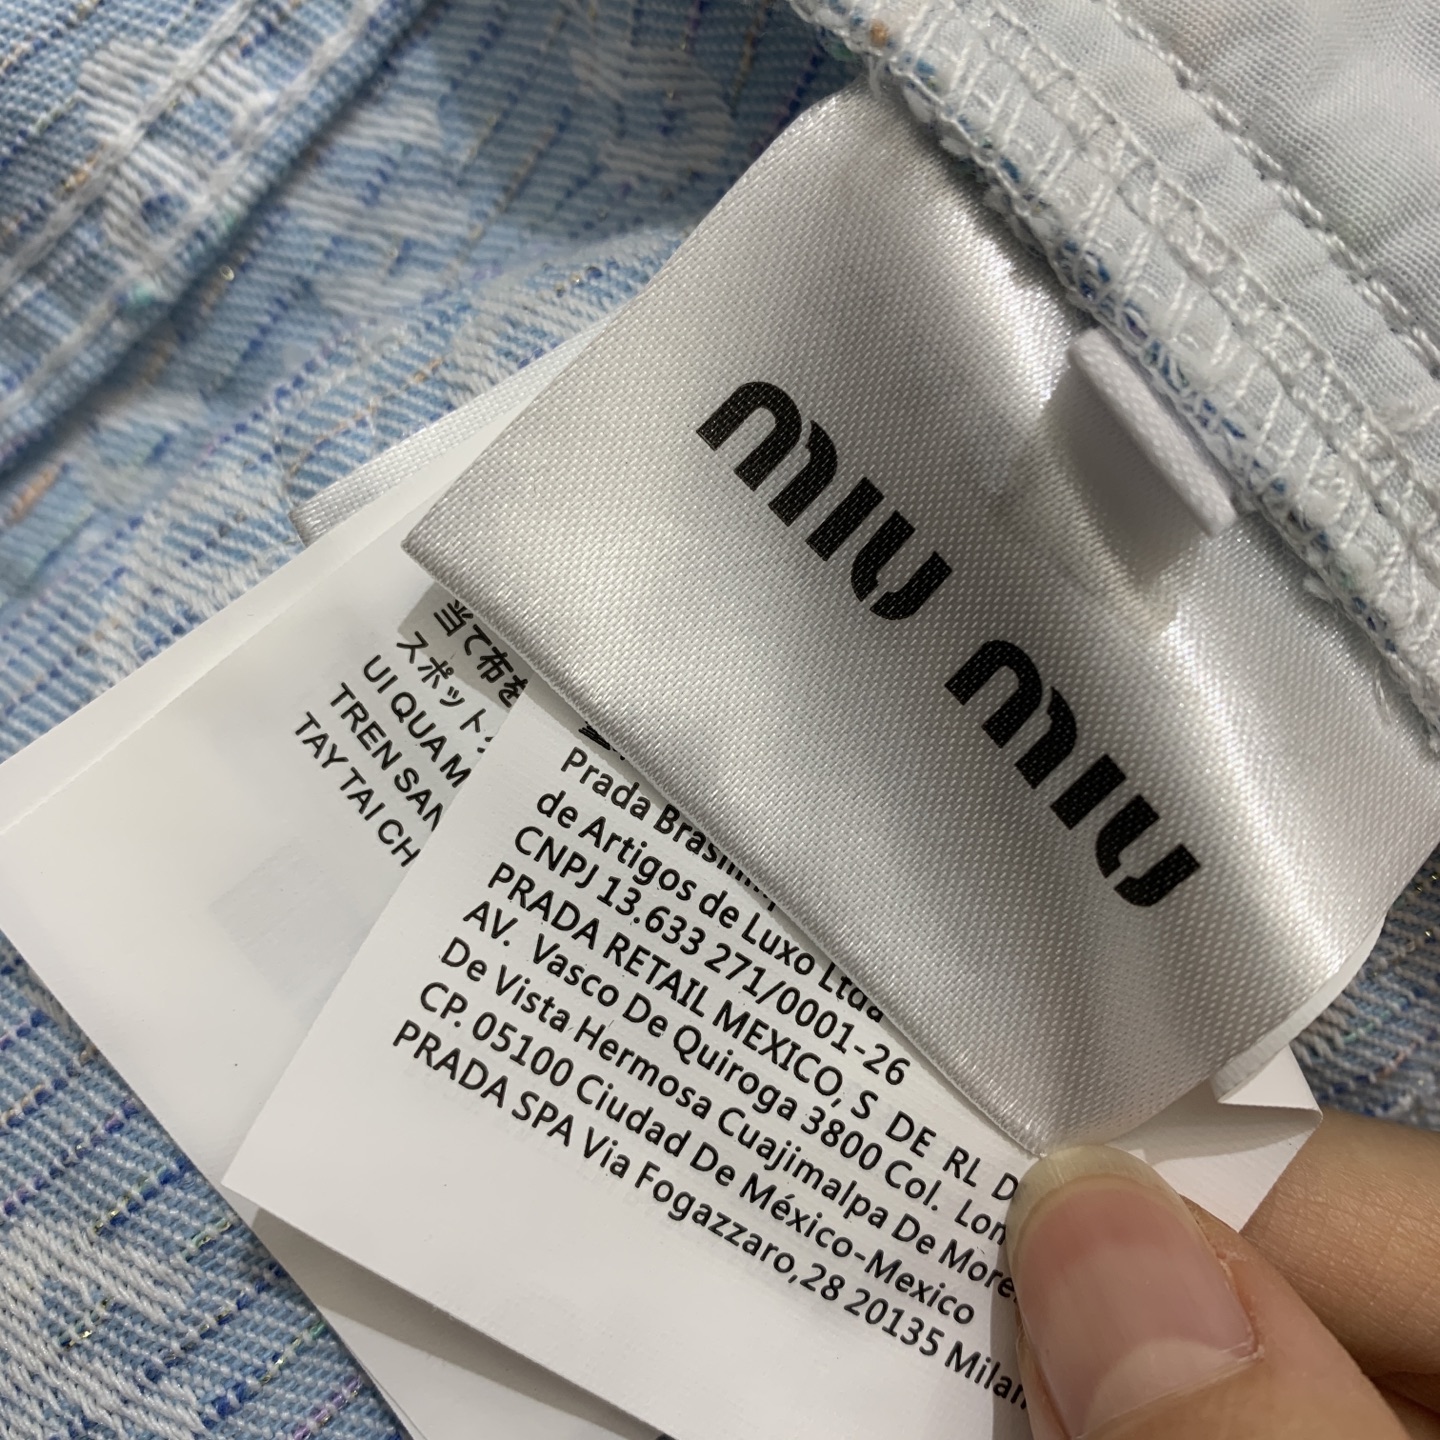 miu miu
当て布を
スポット
UI QUA M
TREN SAN
TAY TAI CH
Prada Brasil
de Artigos de Luxo Ltda
CNPJ 13.633 271/0001-26
PRADA RETAIL MEXICO, S DE RL D
AV. Vasco De Quiroga 3800 Col. Lom
De Vista Hermosa Cuajimalpa De More
CP. 05100 Ciudad De México-Mexico
PRADA SPA Via Fogazzaro,28 20135 Milan